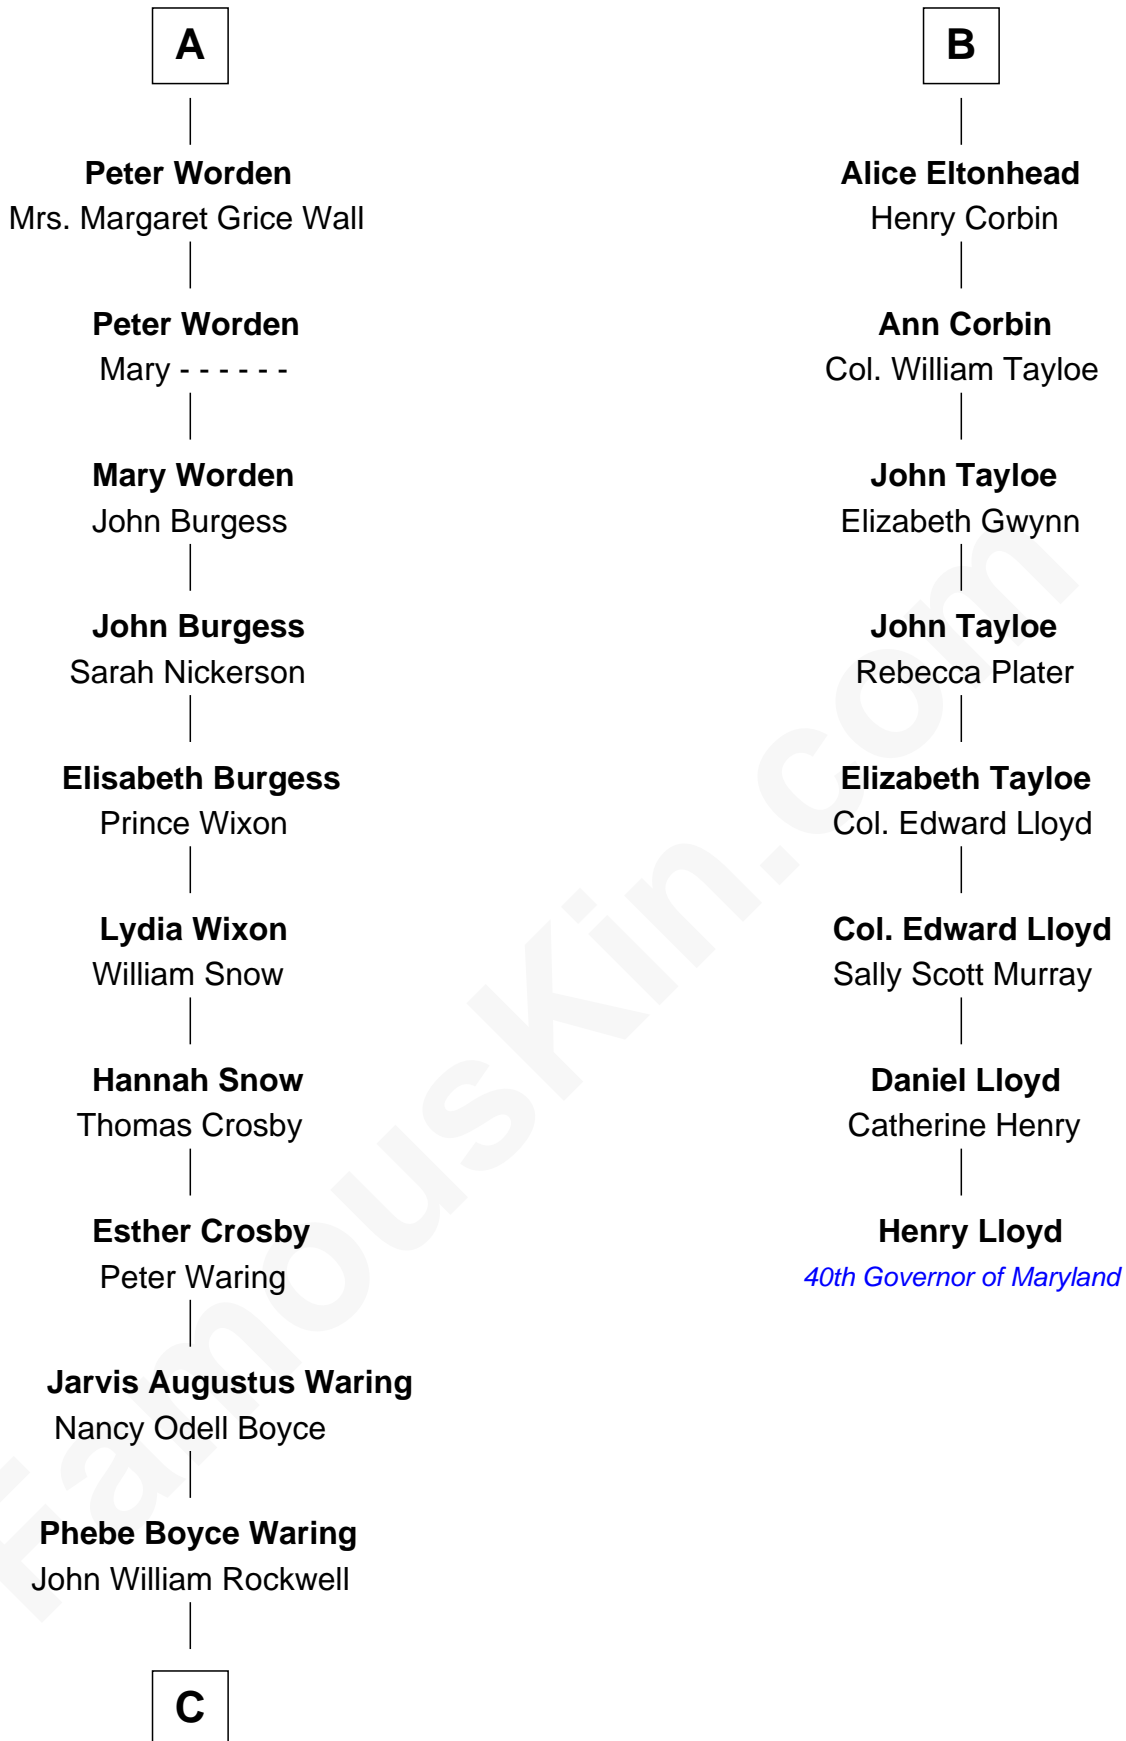 A
Peter Worden
Mrs. Margaret Grice Wall
Peter Worden
Mary - - - - - -
Mary Worden
John Burgess
John Burgess
Sarah Nickerson
Elisabeth Burgess
Prince Wixon
Lydia Wixon
William Snow
Hannah Snow
Thomas Crosby
Esther Crosby
Peter Waring
Jarvis Augustus Waring
Nancy Odell Boyce
Phebe Boyce Waring
John William Rockwell
C
B
Alice Eltonhead
Henry Corbin
Ann Corbin
Col. William Tayloe
John Tayloe
Elizabeth Gwynn
John Tayloe
Rebecca Plater
Elizabeth Tayloe
Col. Edward Lloyd
Col. Edward Lloyd
Sally Scott Murray
Daniel Lloyd
Catherine Henry
Henry Lloyd
40th Governor of Maryland
FamousKin.com